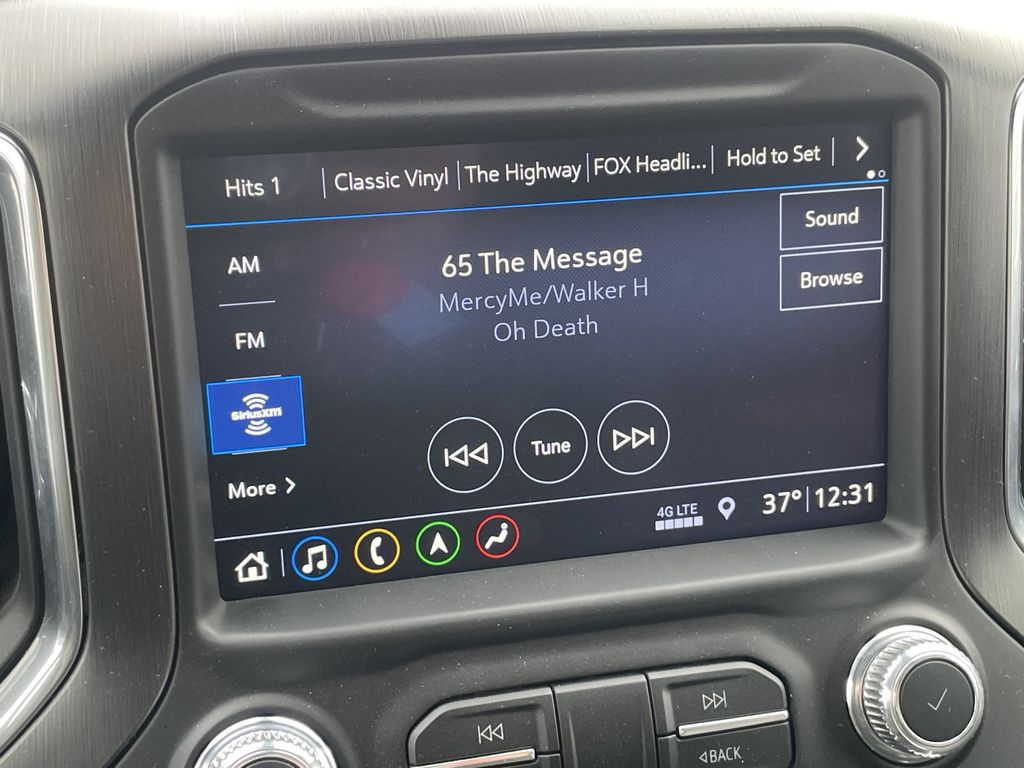 Hits 1
Classic Vinyl
The Highway
FOX Headli...
Hold to Set
AM
FM
SiriusXM
More
65 The Message
MercyMe/Walker H
Oh Death
Sound
Browse
Tune
4G LTE
37° 12:31
BACK